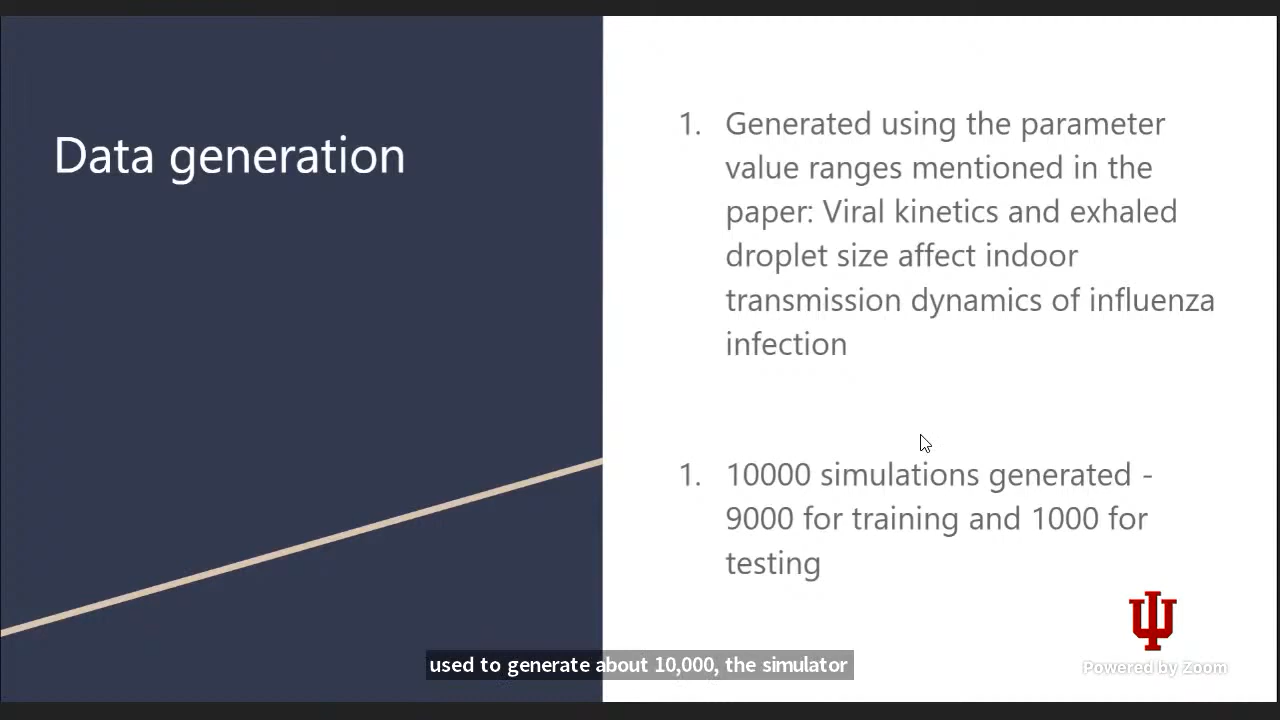 Data generation
1. Generated using the parameter
value ranges mentioned in the
paper: Viral kinetics and exhaled
droplet size affect indoor
transmission dynamics of influenza
infection
1. 10000 simulations generated -
9000 for training and 1000 for
testing
used to generate about 10,000, the simulator
Powered by Zoom